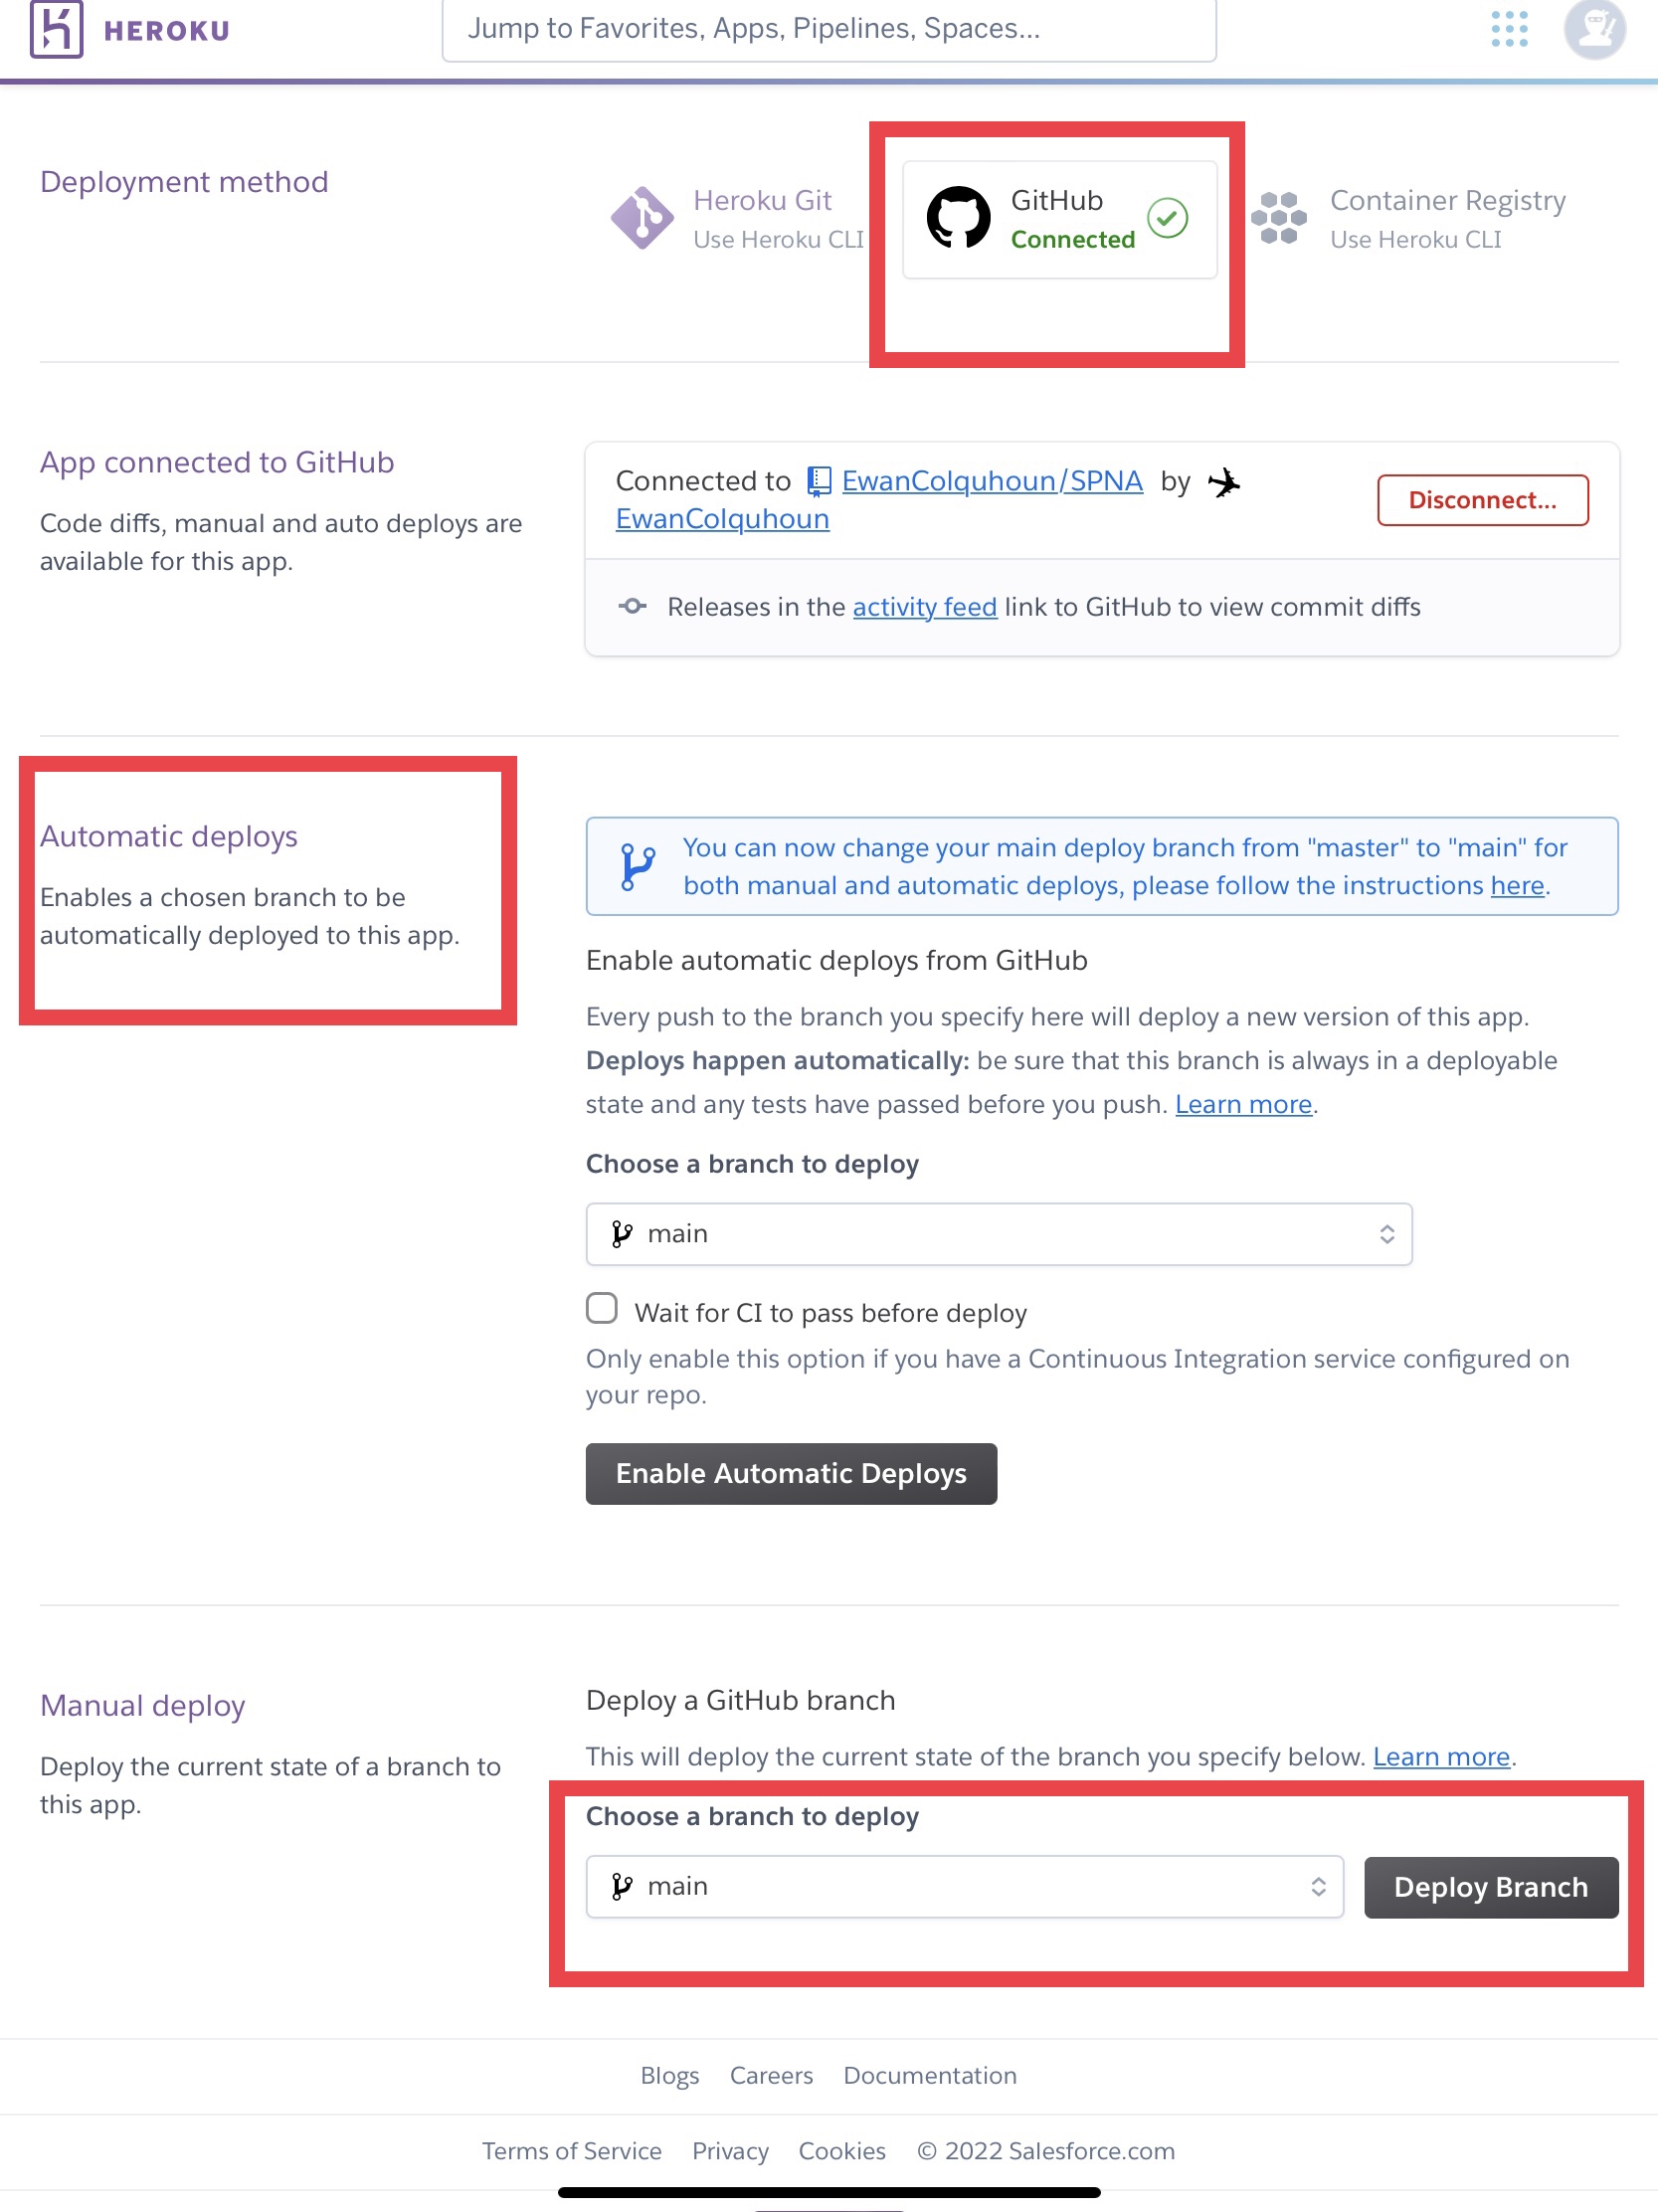 HEROKU
Jump to Favorites, Apps, Pipelines, Spaces...
Deployment method
Heroku Git
Use Heroku CLI
GitHub
Connected
Container Registry
Use Heroku CLI
App connected to GitHub
Code diffs, manual and auto deploys are
available for this app.
Connected to EwanColquhoun/SPNA by
EwanColquhoun
Disconnect...
Releases in the activity feed link to GitHub to view commit diffs
Automatic deploys
Enables a chosen branch to be
automatically deployed to this app.
You can now change your main deploy branch from "master" to "main" for
both manual and automatic deploys, please follow the instructions here.
Enable automatic deploys from GitHub
Every push to the branch you specify here will deploy a new version of this app.
Deploys happen automatically: be sure that this branch is always in a deployable
state and any tests have passed before you push. Learn more.
Choose a branch to deploy
main
Wait for CI to pass before deploy
Only enable this option if you have a Continuous Integration service configured on
your repo.
Enable Automatic Deploys
Manual deploy
Deploy the current state of a branch to
this app.
Deploy a GitHub branch
This will deploy the current state of the branch you specify below. Learn more.
Choose a branch to deploy
main
Deploy Branch
Blogs Careers Documentation
Terms of Service Privacy Cookies © 2022 Salesforce.com